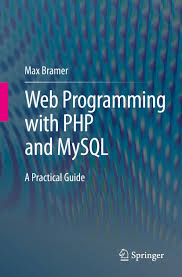 Max Bramer
Web Programming
with PHP
and MySQL
A Practical Guide
Springer